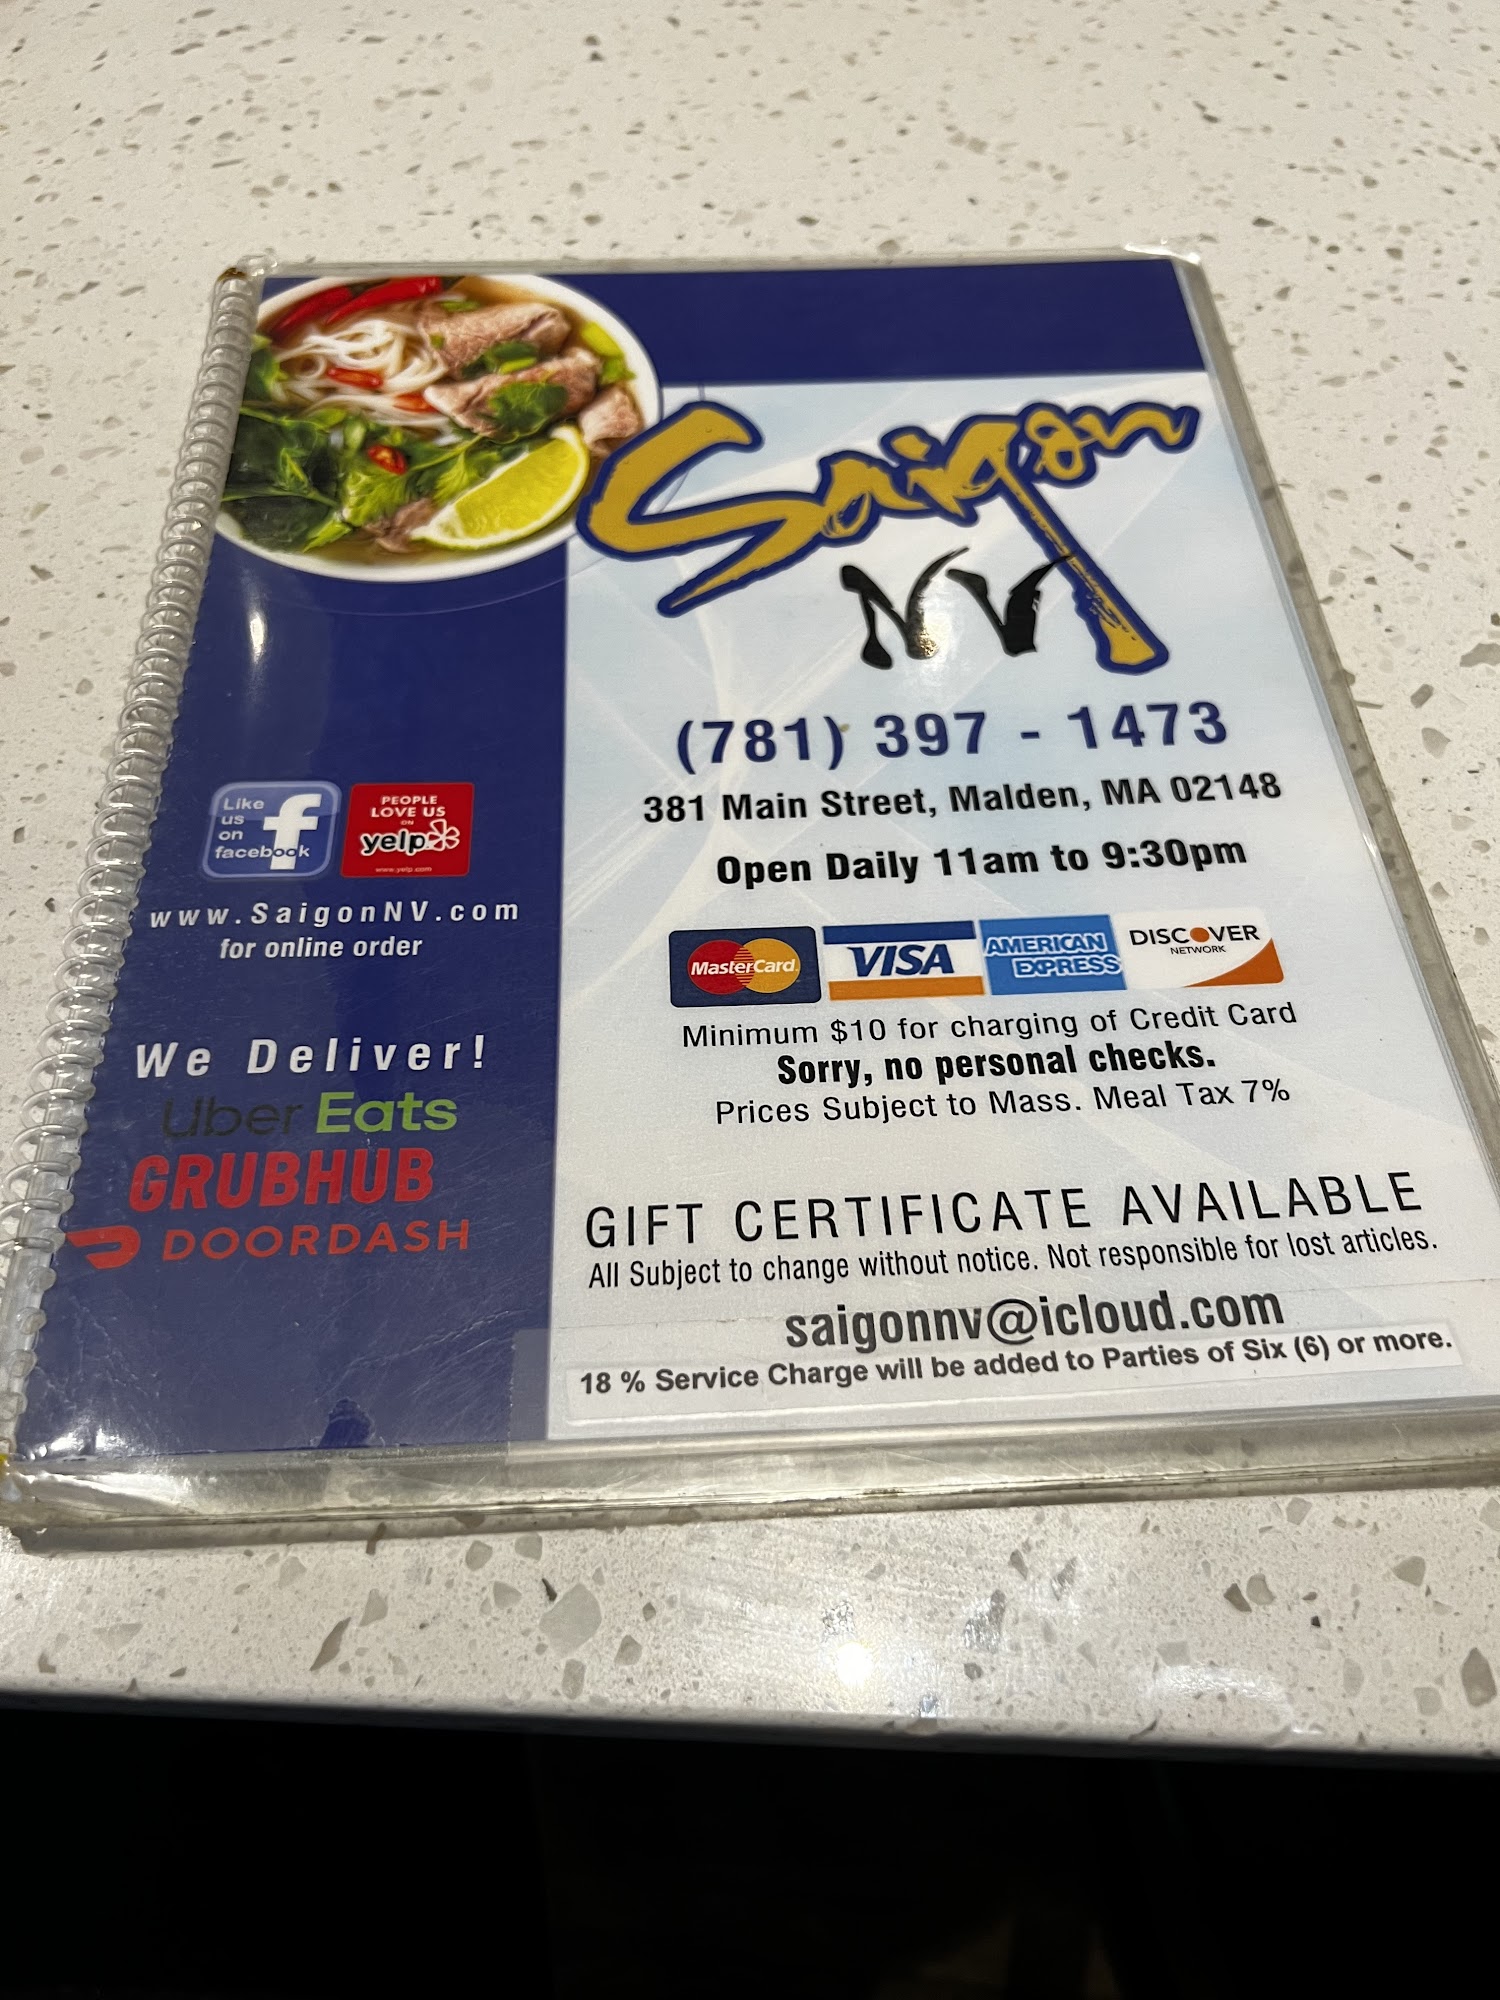 Saigon
NV
(781) 397 - 1473
381 Main Street, Malden, MA 02148
Open Daily 11am to 9:30pm
MasterCard
VISA
AMERICAN
EXPRESS
DISCOVER
NETWORK
Minimum $10 for charging of Credit Card
Sorry, no personal checks.
Prices Subject to Mass. Meal Tax 7%
GIFT CERTIFICATE AVAILABLE
All Subject to change without notice. Not responsible for lost articles.
saigonnv@icloud.com
18 % Service Charge will be added to Parties of Six (6) or more.
Like
us
on
facebook
f
PEOPLE
LOVE US
ON
yelp
www.yelp.com
www.SaigonNV.com
for online order
We Deliver!
Uber Eats
GRUBHUB
DOORDASH